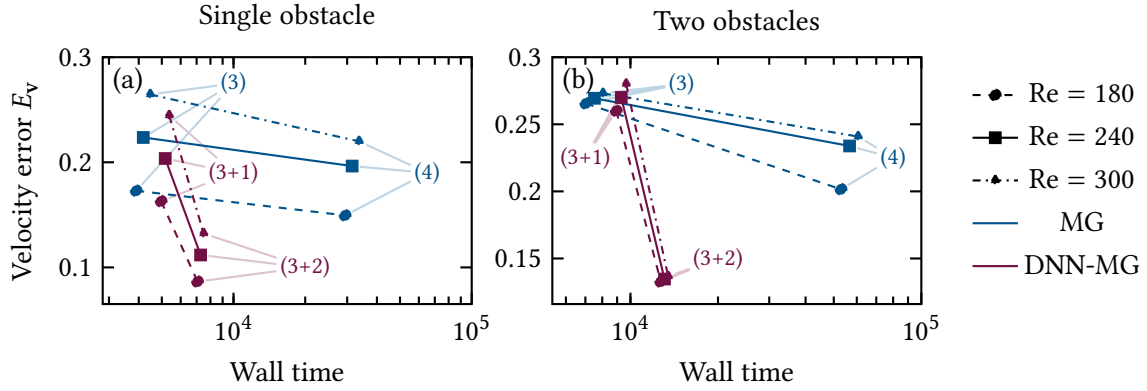 Single obstacle
Two obstacles
Velocity error E_v
0.3
0.2
0.1
(a)
(3)
(3+1)
(4)
(3+2)
10^4
10^5
Wall time
0.3
0.25
0.2
0.15
(b)
(3)
(3+1)
(4)
(3+2)
10^4
10^5
Wall time
Re = 180
Re = 240
Re = 300
MG
DNN-MG